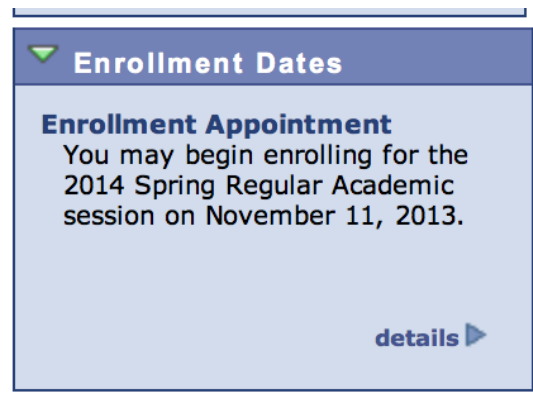 Enrollment Dates
Enrollment Appointment
You may begin enrolling for the
2014 Spring Regular Academic
session on November 11, 2013.
details